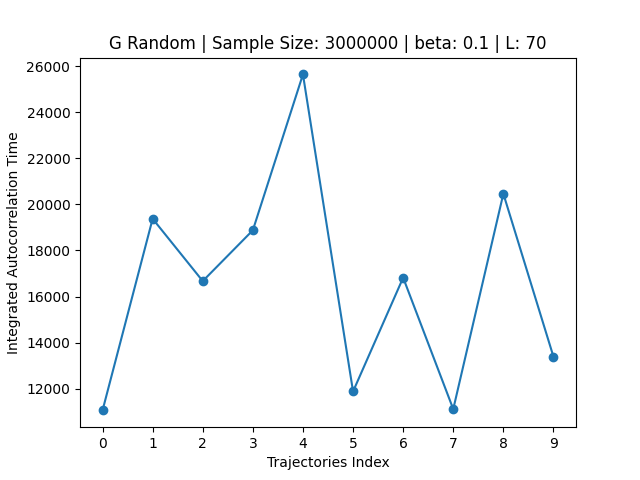 G Random | Sample Size: 3000000 | beta: 0.1 | L: 70
26000
24000
22000
20000
18000
16000
14000
12000
Integrated Autocorrelation Time
0 1 2 3 4 5 6 7 8 9
Trajectories Index